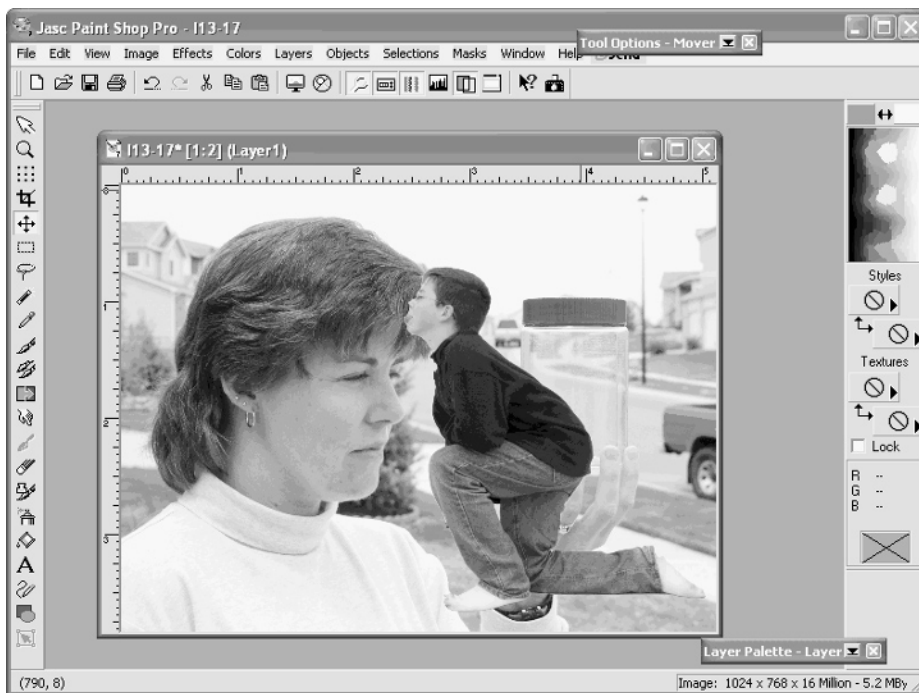 Jasc Paint Shop Pro - I13-17
Tool Options - Mover
File Edit View Image Effects Colors Layers Objects Selections Masks Window Help Send
I13-17* [1:2] (Layer1)
0 1 2 3 4 5
0
1
2
3
Styles
Textures
Lock
R --
G --
B --
A
Layer Palette - Layer
(790, 8)
Image: 1024 x 768 x 16 Million - 5.2 MBy